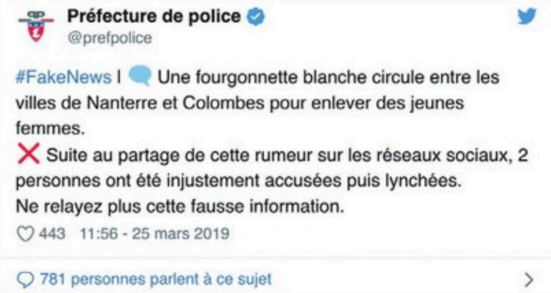 Préfecture de police
@prefpolice
#FakeNews | Une fourgonnette blanche circule entre les
villes de Nanterre et Colombes pour enlever des jeunes
femmes.
❌ Suite au partage de cette rumeur sur les réseaux sociaux, 2
personnes ont été injustement accusées puis lynchées.
Ne relayez plus cette fausse information.
443 11:56 - 25 mars 2019
781 personnes parlent à ce sujet